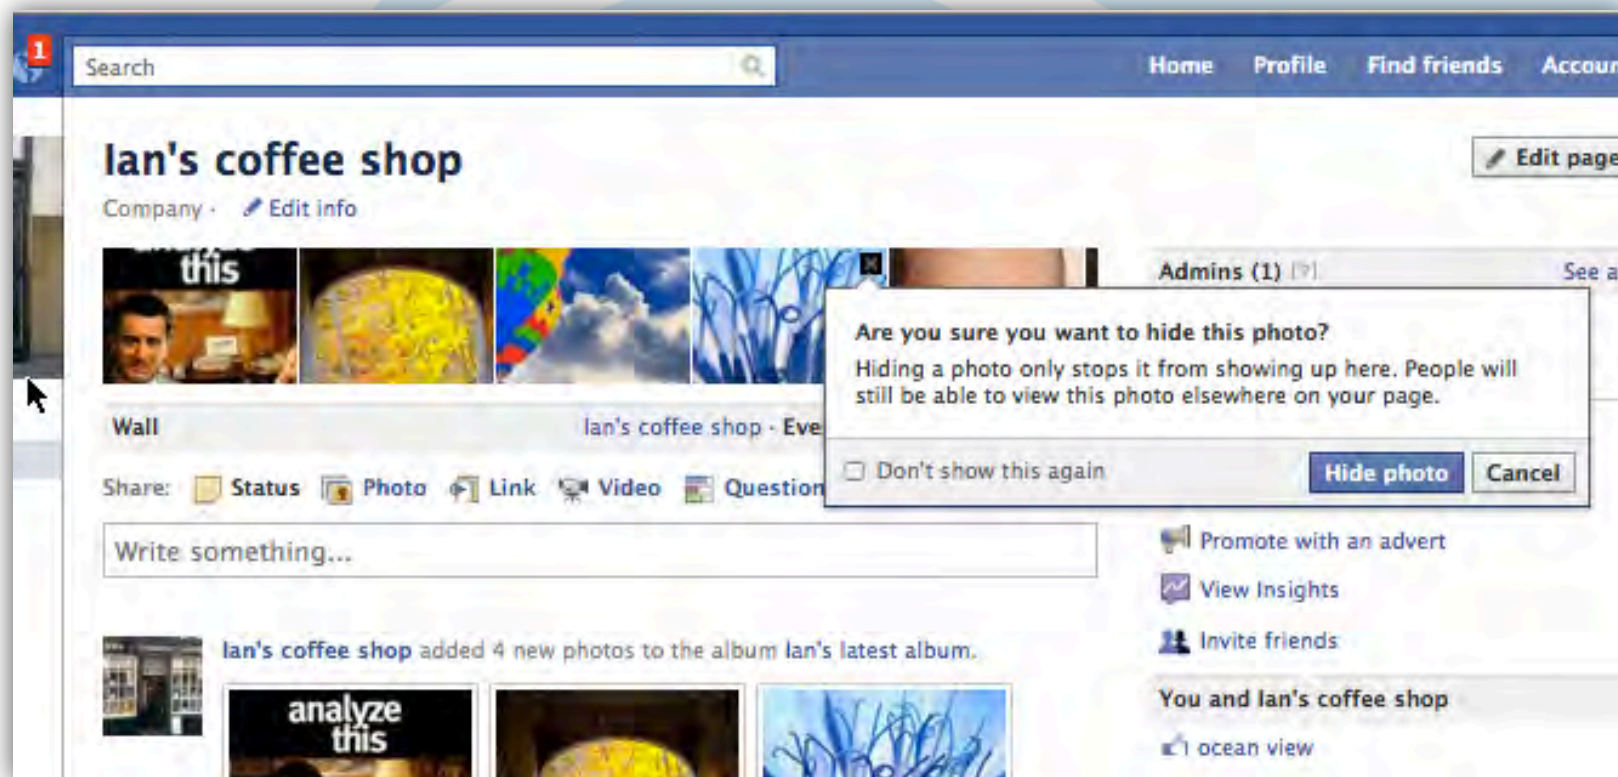 1
Search
Home Profile Find friends Accoun
Ian's coffee shop
Edit page
Company · Edit info
this
Admins (1) [?] See a
Are you sure you want to hide this photo?
Hiding a photo only stops it from showing up here. People will
still be able to view this photo elsewhere on your page.
Wall Ian's coffee shop · Eve
Don't show this again Hide photo Cancel
Share: Status Photo Link Video Question
Write something...
Promote with an advert
View Insights
Invite friends
Ian's coffee shop added 4 new photos to the album Ian's latest album.
You and Ian's coffee shop
analyze
this
ocean view